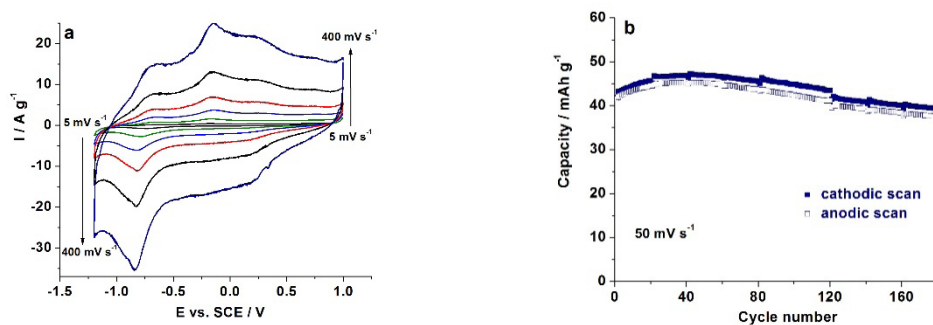 a
400 mV s-1
5 mV s-1
5 mV s-1
400 mV s-1
I / A g-1
20
10
0
-10
-20
-30
-1.5 -1.0 -0.5 0.0 0.5 1.0
E vs. SCE / V
b
Capacity / mAh g-1
60
50
40
30
20
10
0
cathodic scan
anodic scan
50 mV s-1
0 40 80 120 160
Cycle number